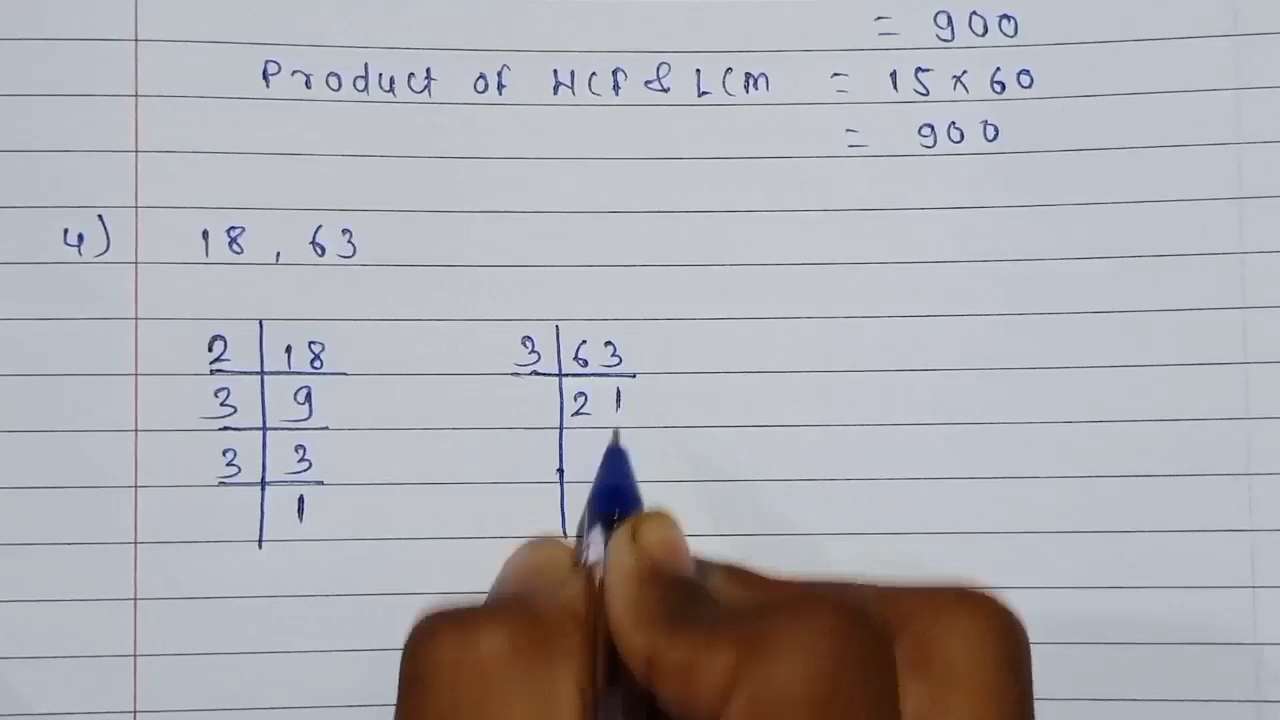 = 900
Product of HCF & LCM = 15 × 60
= 900
4) 18 , 63
2 18 3 63
3 9 21
3 3
1